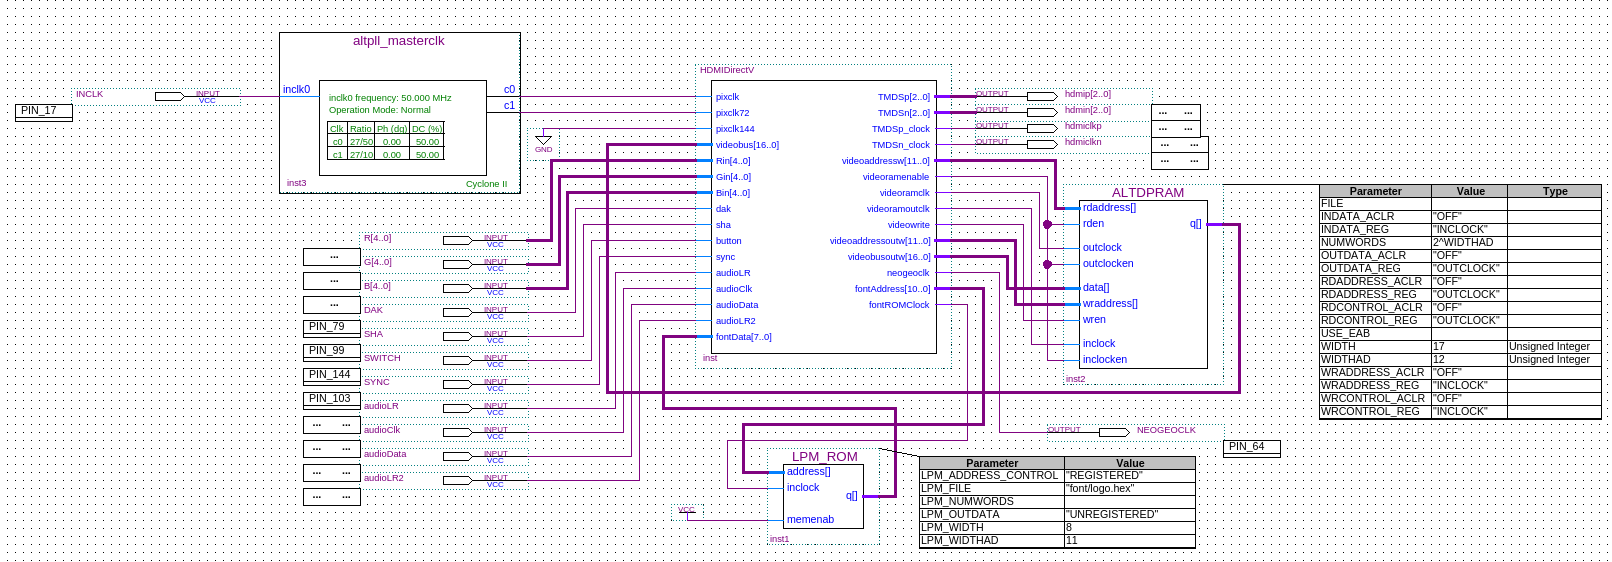 altpll_masterclk
INCLK
INPUT
VCC
PIN_17
inclk0
c0
c1
inclk0 frequency: 50.000 MHz
Operation Mode: Normal
Clk Ratio Ph (dg) DC (%)
c0 27/50 0.00 50.00
c1 27/10 0.00 50.00
inst3
Cyclone II
GND
HDMIDirectV
pixclk
pixclk72
pixclk144
videobus[16..0]
Rin[4..0]
Gin[4..0]
Bin[4..0]
dak
sha
button
sync
audioLR
audioClk
audioData
audioLR2
fontData[7..0]
TMDSp[2..0]
TMDSn[2..0]
TMDSp_clock
TMDSn_clock
videoaddressw[11..0]
videoramenable
videoramclk
videoramoutclk
videowrite
videoaddressoutw[11..0]
videobusoutw[16..0]
neogeoclk
fontAddress[10..0]
fontROMClock
inst
OUTPUT hdmip[2..0]
OUTPUT hdmin[2..0]
OUTPUT hdmiclkp
OUTPUT hdmiclkn
... ...
... ...
... ...
... ...
R[4..0] INPUT
VCC
...
G[4..0] INPUT
VCC
...
B[4..0] INPUT
VCC
...
DAK INPUT
VCC
PIN_79
SHA INPUT
VCC
PIN_99
SWITCH INPUT
VCC
PIN_144
SYNC INPUT
VCC
PIN_103
audioLR INPUT
VCC
... ...
audioClk INPUT
VCC
... ...
audioData INPUT
VCC
... ...
audioLR2 INPUT
VCC
... ...
ALTDPRAM
rdaddress[]
rden
q[]
outclock
outclocken
data[]
wraddress[]
wren
inclock
inclocken
inst2
Parameter Value Type
FILE
INDATA_ACLR "OFF"
INDATA_REG "INCLOCK"
NUMWORDS 2^WIDTHAD
OUTDATA_ACLR "OFF"
OUTDATA_REG "OUTCLOCK"
RDADDRESS_ACLR "OFF"
RDADDRESS_REG "OUTCLOCK"
RDCONTROL_ACLR "OFF"
RDCONTROL_REG "OUTCLOCK"
USE_EAB
WIDTH 17 Unsigned Integer
WIDTHAD 12 Unsigned Integer
WRADDRESS_ACLR "OFF"
WRADDRESS_REG "INCLOCK"
WRCONTROL_ACLR "OFF"
WRCONTROL_REG "INCLOCK"
OUTPUT NEOGEOCLK
PIN_64
LPM_ROM
address[]
inclock
q[]
memenab
inst1
VCC
Parameter Value
LPM_ADDRESS_CONTROL "REGISTERED"
LPM_FILE "font/logo.hex"
LPM_NUMWORDS
LPM_OUTDATA "UNREGISTERED"
LPM_WIDTH 8
LPM_WIDTHAD 11